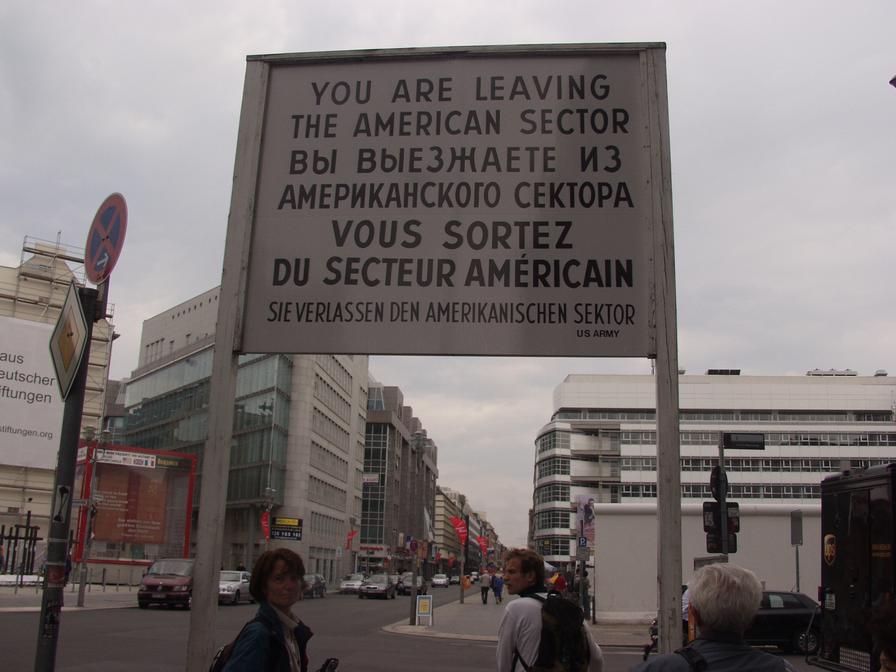 YOU ARE LEAVING
THE AMERICAN SECTOR
ВЫ ВЫЕЗЖАЕТЕ ИЗ
АМЕРИКАНСКОГО СЕКТОРА
VOUS SORTEZ
DU SECTEUR AMÉRICAIN
SIE VERLASSEN DEN AMERIKANISCHEN SEKTOR
US ARMY
aus
eutscher
iftungen
stiftungen.org
ups